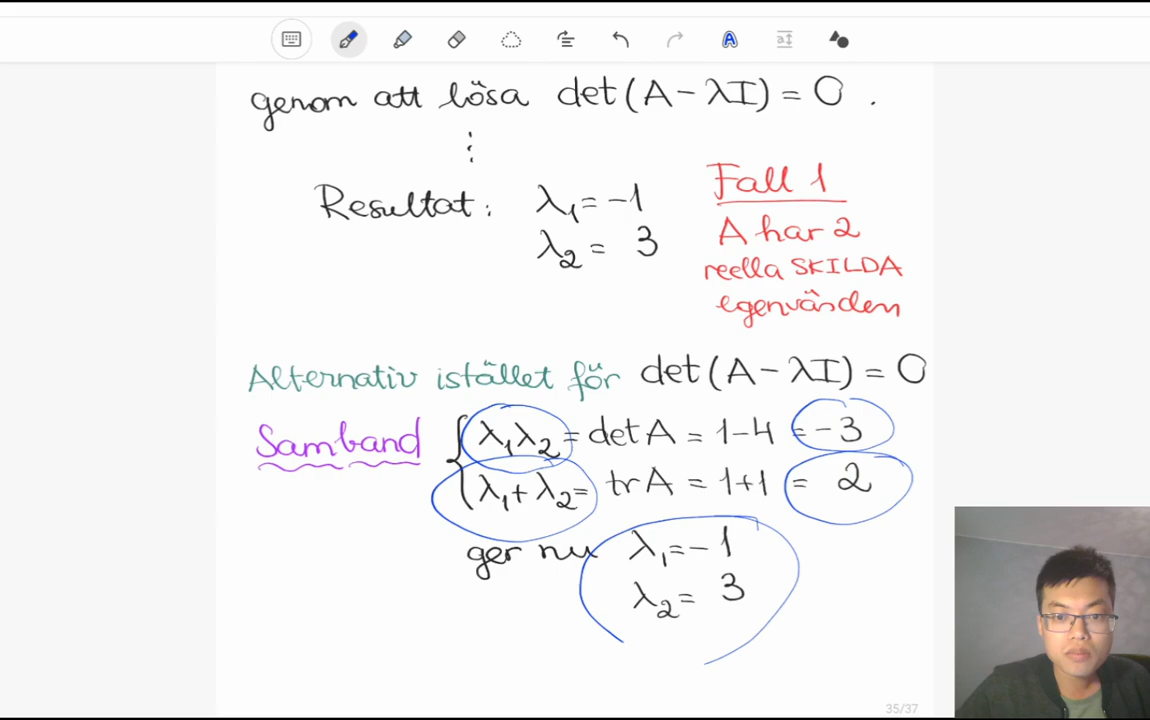 genom att lösa det(A-λI) = 0 .
⋮
Resultat: λ₁ = -1
λ₂ = 3
Fall 1
A har 2
reella SKILDA
egenvärden
Alternativ istället för det(A-λI) = 0
Samband { λ₁λ₂ = det A = 1-4 = -3
λ₁+λ₂ = tr A = 1+1 = 2
ger nu λ₁ = -1
λ₂ = 3
35/37